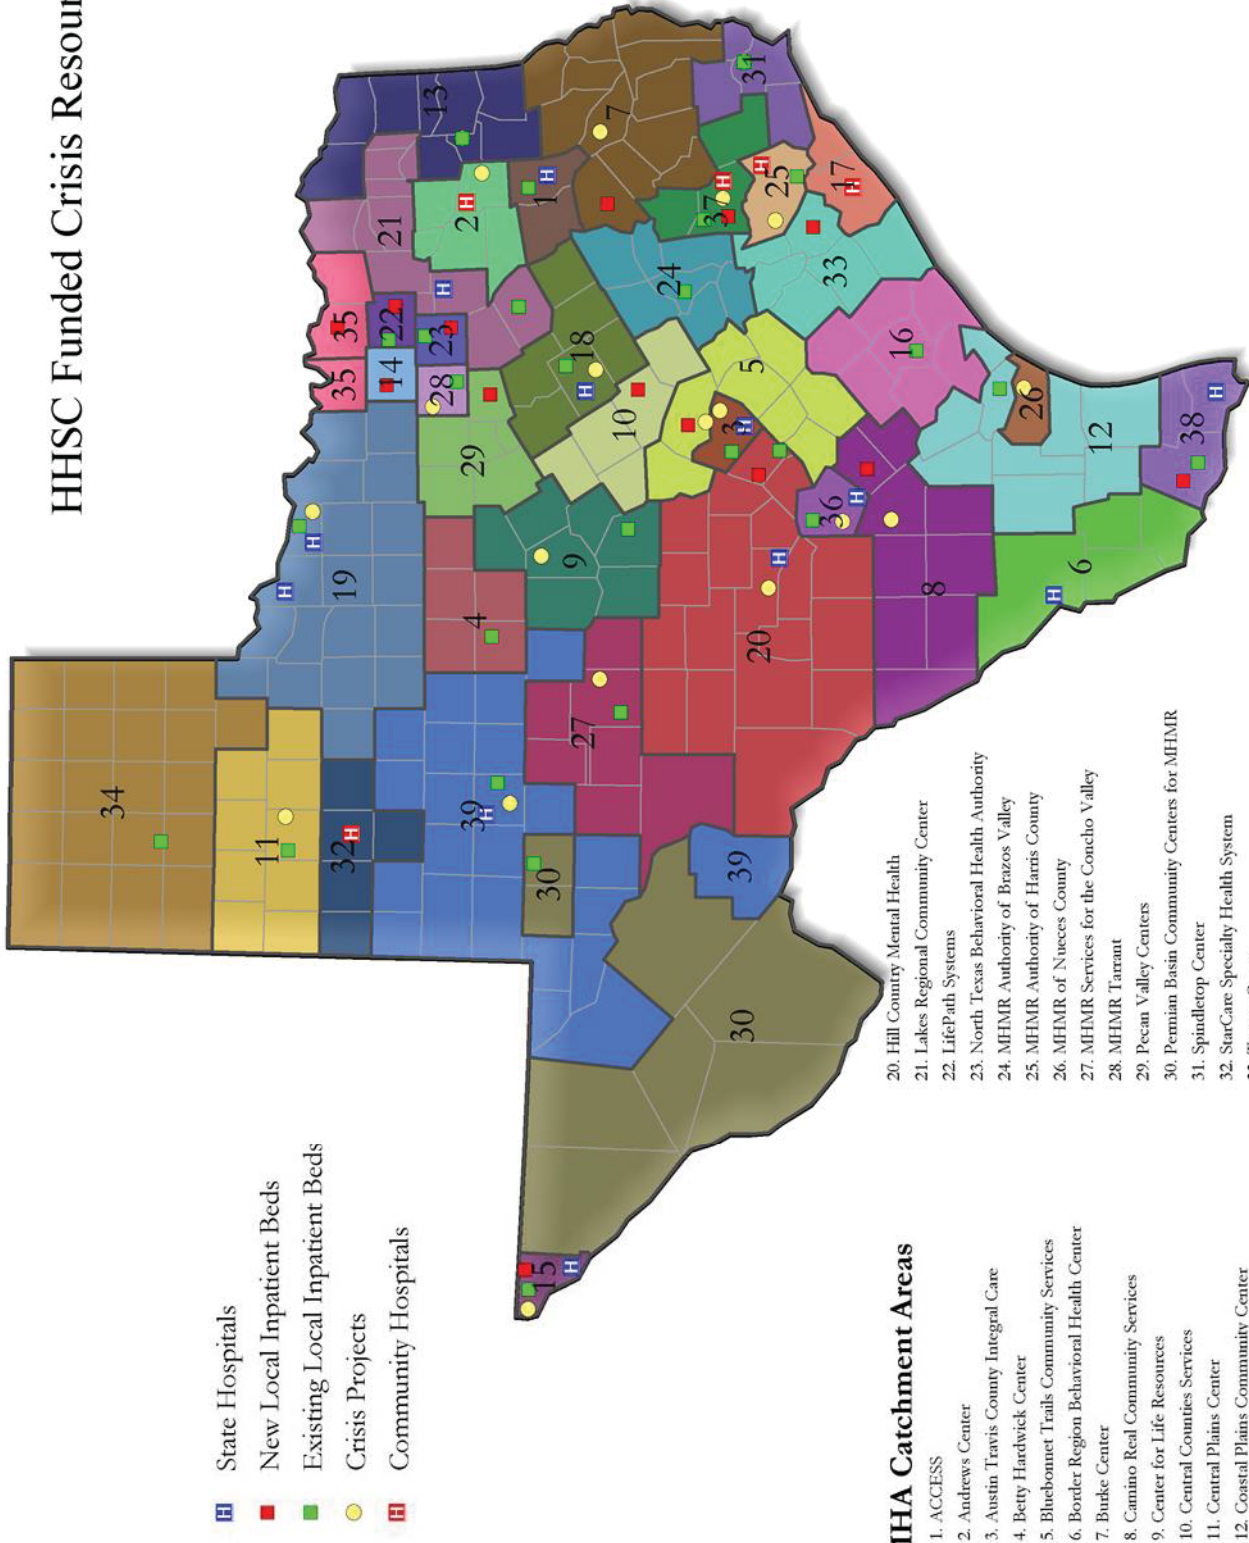 HHSC Funded Crisis Resour
State Hospitals
New Local Inpatient Beds
Existing Local Inpatient Beds
Crisis Projects
Community Hospitals
34
11
32
39
30
30
39
15
27
4
19
9
20
29
28
14
35
35
22
23
21
2
13
1
7
18
10
24
5
3
36
8
6
12
26
38
16
33
37
25
17
31
IHA Catchment Areas
1. ACCESS
2. Andrews Center
3. Austin Travis County Integral Care
4. Betty Hardwick Center
5. Bluebonnet Trails Community Services
6. Border Region Behavioral Health Center
7. Burke Center
8. Camino Real Community Services
9. Center for Life Resources
10. Central Counties Services
11. Central Plains Center
12. Coastal Plains Community Center
20. Hill Country Mental Health
21. Lakes Regional Community Center
22. LifePath Systems
23. North Texas Behavioral Health Authority
24. MHMR Authority of Brazos Valley
25. MHMR Authority of Harris County
26. MHMR of Nueces County
27. MHMR Services for the Concho Valley
28. MHMR Tarrant
29. Pecan Valley Centers
30. Permian Basin Community Centers for MHMR
31. Spindletop Center
32. StarCare Specialty Health System